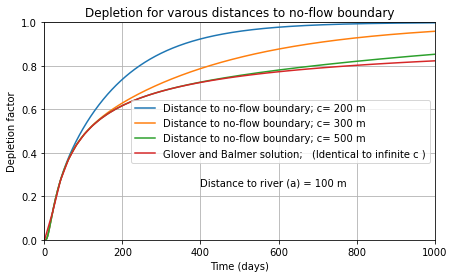 Depletion for varous distances to no-flow boundary
Depletion factor
1.0
0.8
0.6
0.4
0.2
0.0
Distance to no-flow boundary; c= 200 m
Distance to no-flow boundary; c= 300 m
Distance to no-flow boundary; c= 500 m
Glover and Balmer solution;   (Identical to infinite c )
Distance to river (a) = 100 m
0 200 400 600 800 1000
Time (days)